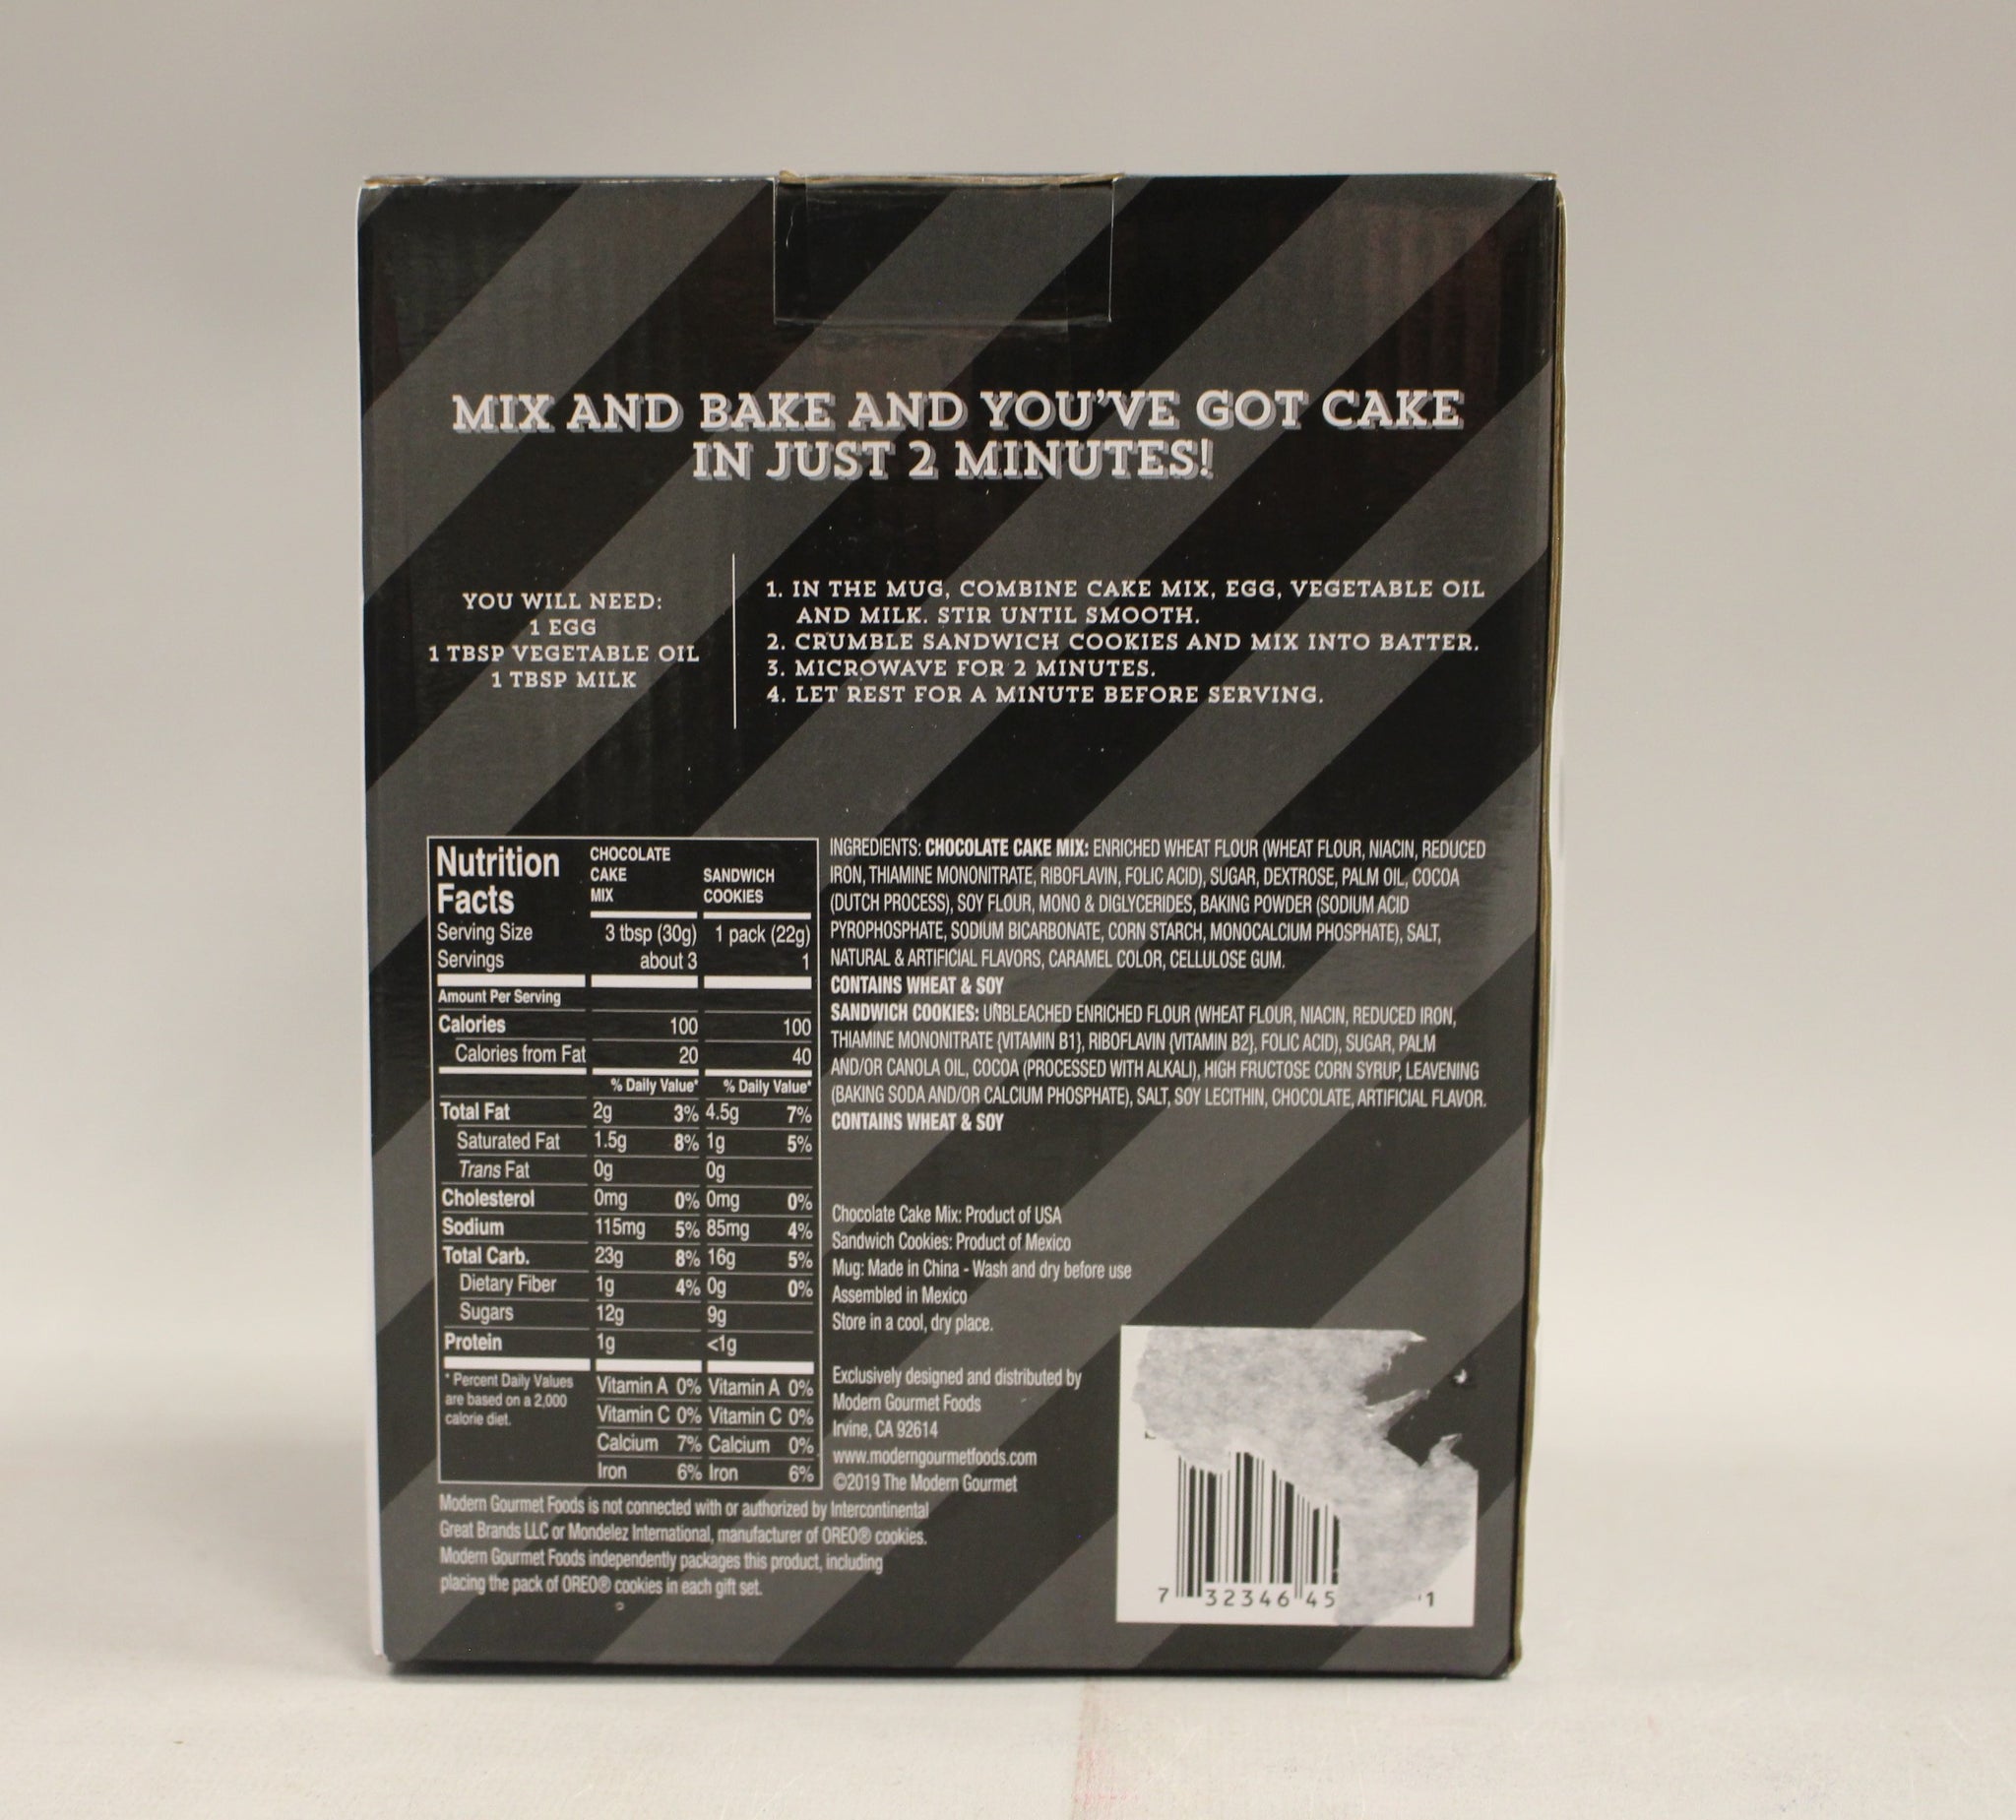 MIX AND BAKE AND YOU'VE GOT CAKE
IN JUST 2 MINUTES!
YOU WILL NEED:
1 EGG
1 TBSP VEGETABLE OIL
1 TBSP MILK
1. IN THE MUG, COMBINE CAKE MIX, EGG, VEGETABLE OIL
AND MILK. STIR UNTIL SMOOTH.
2. CRUMBLE SANDWICH COOKIES AND MIX INTO BATTER.
3. MICROWAVE FOR 2 MINUTES.
4. LET REST FOR A MINUTE BEFORE SERVING.
Nutrition
Facts
CHOCOLATE
CAKE
MIX
SANDWICH
COOKIES
Serving Size 3 tbsp (30g) 1 pack (22g)
Servings about 3 1
Amount Per Serving
Calories 100 100
Calories from Fat 20 40
% Daily Value* % Daily Value*
Total Fat 2g 3% 4.5g 7%
Saturated Fat 1.5g 8% 1g 5%
Trans Fat 0g 0g
Cholesterol 0mg 0% 0mg 0%
Sodium 115mg 5% 85mg 4%
Total Carb. 23g 8% 16g 5%
Dietary Fiber 1g 4% 0g 0%
Sugars 12g 9g
Protein 1g <1g
* Percent Daily Values
are based on a 2,000
calorie diet.
Vitamin A 0% Vitamin A 0%
Vitamin C 0% Vitamin C 0%
Calcium 7% Calcium 0%
Iron 6% Iron 6%
INGREDIENTS: CHOCOLATE CAKE MIX: ENRICHED WHEAT FLOUR (WHEAT FLOUR, NIACIN, REDUCED
IRON, THIAMINE MONONITRATE, RIBOFLAVIN, FOLIC ACID), SUGAR, DEXTROSE, PALM OIL, COCOA
(DUTCH PROCESS), SOY FLOUR, MONO & DIGLYCERIDES, BAKING POWDER (SODIUM ACID
PYROPHOSPHATE, SODIUM BICARBONATE, CORN STARCH, MONOCALCIUM PHOSPHATE), SALT,
NATURAL & ARTIFICIAL FLAVORS, CARAMEL COLOR, CELLULOSE GUM.
CONTAINS WHEAT & SOY
SANDWICH COOKIES: UNBLEACHED ENRICHED FLOUR (WHEAT FLOUR, NIACIN, REDUCED IRON,
THIAMINE MONONITRATE {VITAMIN B1}, RIBOFLAVIN {VITAMIN B2}, FOLIC ACID), SUGAR, PALM
AND/OR CANOLA OIL, COCOA (PROCESSED WITH ALKALI), HIGH FRUCTOSE CORN SYRUP, LEAVENING
(BAKING SODA AND/OR CALCIUM PHOSPHATE), SALT, SOY LECITHIN, CHOCOLATE, ARTIFICIAL FLAVOR.
CONTAINS WHEAT & SOY
Chocolate Cake Mix: Product of USA
Sandwich Cookies: Product of Mexico
Mug: Made in China - Wash and dry before use
Assembled in Mexico
Store in a cool, dry place.
Exclusively designed and distributed by
Modern Gourmet Foods
Irvine, CA 92614
www.moderngourmetfoods.com
©2019 The Modern Gourmet
Modern Gourmet Foods is not connected with or authorized by Intercontinental
Great Brands LLC or Mondelez International, manufacturer of OREO® cookies.
Modern Gourmet Foods independently packages this product, including
placing the pack of OREO® cookies in each gift set.
7 32346 45 1